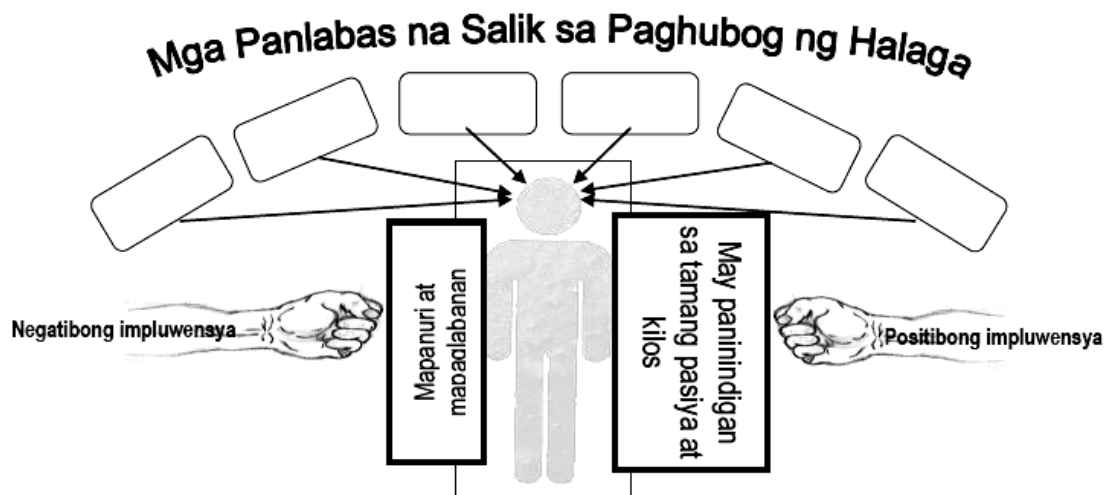 Mga Panlabas na Salik sa Paghubog ng Halaga
Negatibong impluwensya
Mapanuri at
mapaglabanan
May paninindigan
sa tamang pasiya at
kilos
Positibong impluwensya